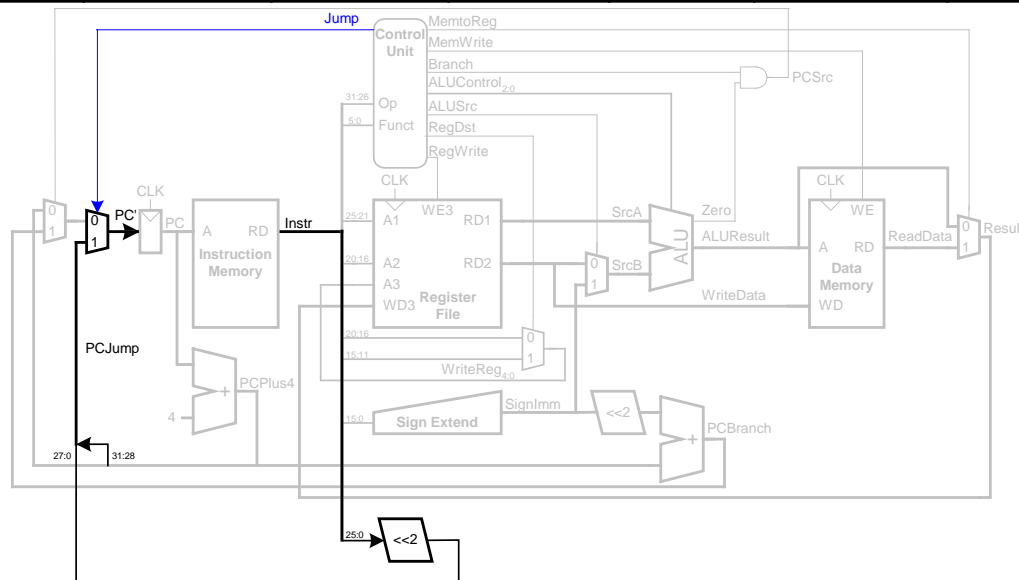 Jump
MemtoReg
Control Unit
MemWrite
Branch
PCSrc
ALUControl2:0
31:26 Op
ALUSrc
5:0 Funct
RegDst
RegWrite
CLK
CLK
CLK
0
1
0
1
PC'
PC
A RD
Instr
Instruction Memory
25:21 A1
WE3
RD1
SrcA
Zero
WE
20:16 A2
RD2
0
1
SrcB
ALU
ALUResult
A RD
ReadData
0
1
Resul
A3
Data Memory
WD3
Register File
WriteData
WD
20:16
0
15:11
1
WriteReg4:0
PCJump
+
PCPlus4
4
15:0
Sign Extend
SignImm
<<2
+
PCBranch
27:0
31:28
25:0
<<2